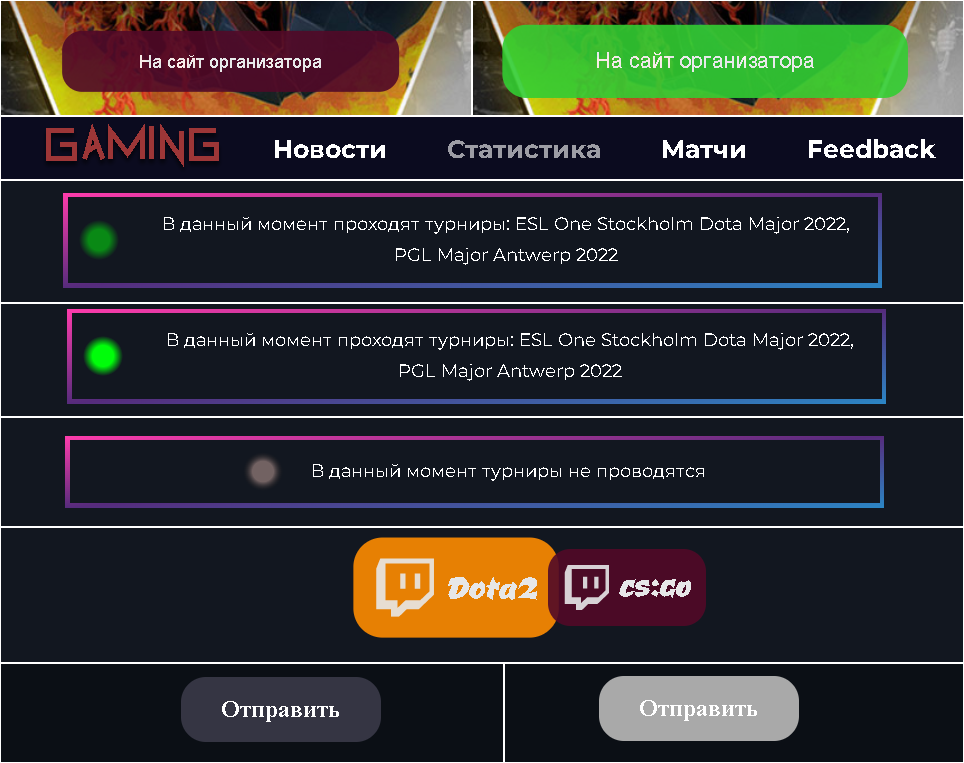 На сайт организатора
На сайт организатора
GAMING Новости Статистика Матчи Feedback
В данный момент проходят турниры: ESL One Stockholm Dota Major 2022,
PGL Major Antwerp 2022
В данный момент проходят турниры: ESL One Stockholm Dota Major 2022,
PGL Major Antwerp 2022
В данный момент турниры не проводятся
Dota2 cs:Go
Отправить
Отправить